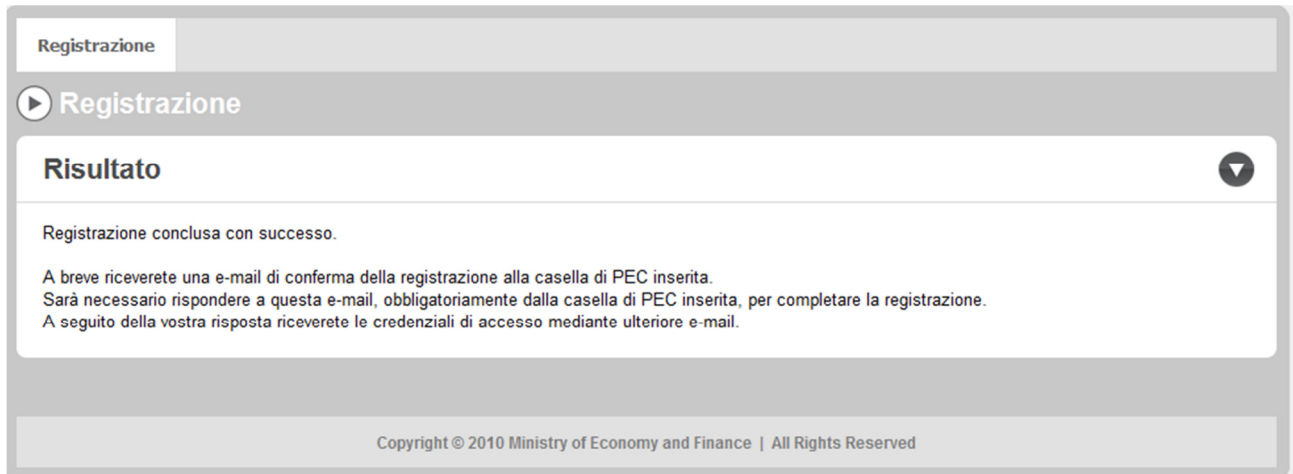 Registrazione
Registrazione
Risultato
Registrazione conclusa con successo.
A breve riceverete una e-mail di conferma della registrazione alla casella di PEC inserita.
Sarà necessario rispondere a questa e-mail, obbligatoriamente dalla casella di PEC inserita, per completare la registrazione.
A seguito della vostra risposta riceverete le credenziali di accesso mediante ulteriore e-mail.
Copyright © 2010 Ministry of Economy and Finance | All Rights Reserved